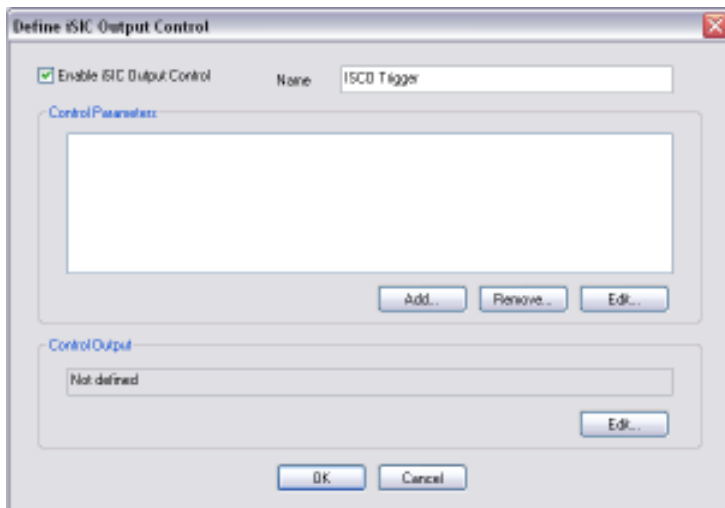 Define iSIC Output Control
Enable iSIC Output Control
Name
ISCO Trigger
Control Parameters
Add...
Remove...
Edit...
Control Output
Not defined
Edit...
OK
Cancel